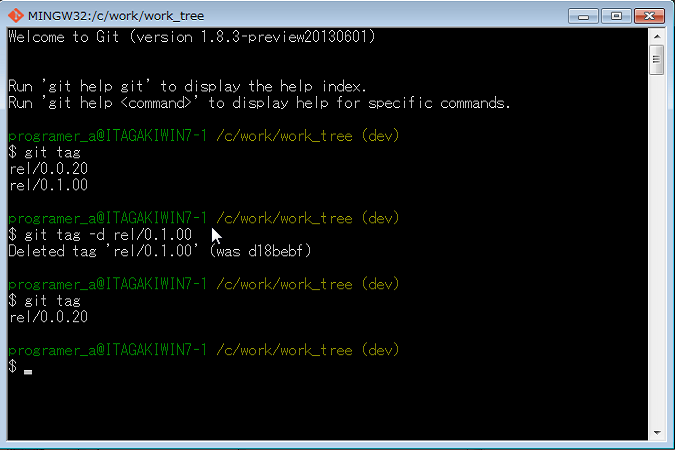 MINGW32:/c/work/work_tree
Welcome to Git (version 1.8.3-preview20130601)
Run 'git help git' to display the help index.
Run 'git help <command>' to display help for specific commands.
programer_a@ITAGAKIWIN7-1 /c/work/work_tree (dev)
$ git tag
rel/0.0.20
rel/0.1.00
programer_a@ITAGAKIWIN7-1 /c/work/work_tree (dev)
$ git tag -d rel/0.1.00
Deleted tag 'rel/0.1.00' (was d18bebf)
programer_a@ITAGAKIWIN7-1 /c/work/work_tree (dev)
$ git tag
rel/0.0.20
programer_a@ITAGAKIWIN7-1 /c/work/work_tree (dev)
$